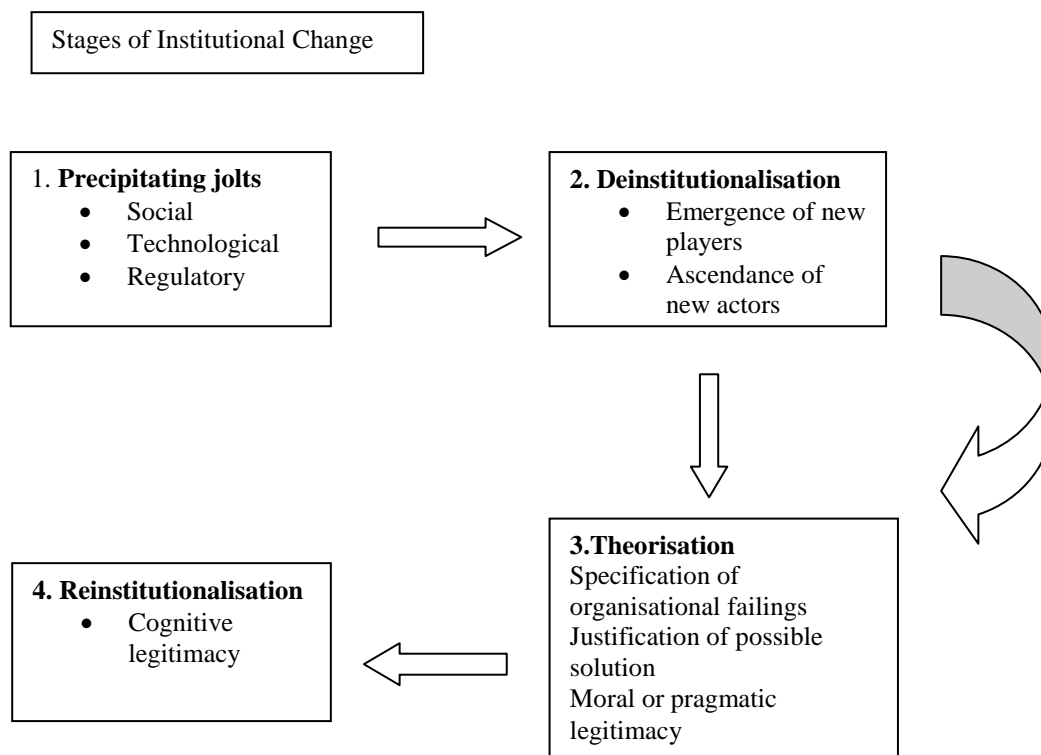 Stages of Institutional Change
1. Precipitating jolts
• Social
• Technological
• Regulatory
2. Deinstitutionalisation
• Emergence of new
players
• Ascendance of
new actors
3.Theorisation
Specification of
organisational failings
Justification of possible
solution
Moral or pragmatic
legitimacy
4. Reinstitutionalisation
• Cognitive
legitimacy